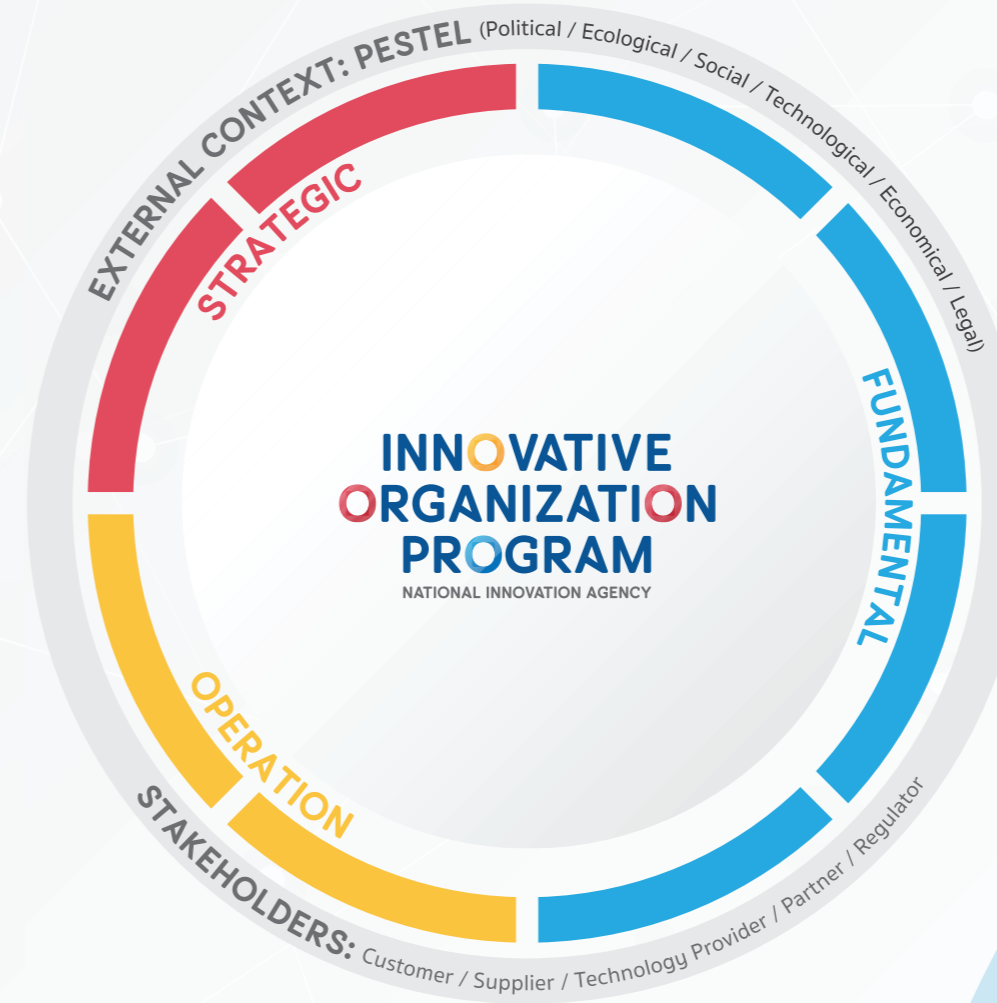 EXTERNAL CONTEXT: PESTEL (Political / Ecological / Social / Technological / Economical / Legal)
STRATEGIC
FUNDAMENTAL
INNOVATIVE
ORGANIZATION
PROGRAM
NATIONAL INNOVATION AGENCY
OPERATION
STAKEHOLDERS: Customer / Supplier / Technology Provider / Partner / Regulator